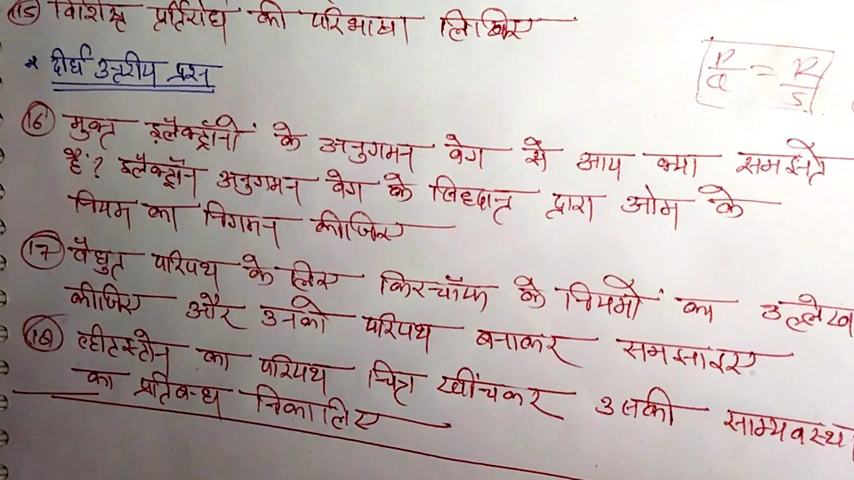 (15) विशिष्ट प्रतिरोध की परिभाषा लिखिए
* दीर्घ उत्तरीय प्रश्न
P/Q = R/S
(16) मुक्त इलैक्ट्रॉनों के अनुगमन वेग से आप क्या समझते
हैं? इलैक्ट्रॉन अनुगमन वेग के सिद्धान्त द्वारा ओम के
नियम का निगमन कीजिए
(17) वैधुत परिपथ के लिए किरचॉफ के नियमों का उल्लेख
कीजिए और उनको परिपथ बनाकर समझाइए
(18) व्हीटस्टोन का परिपथ चित्र खींचकर उसकी साम्यवस्था
का प्रतिबन्ध निकालिए